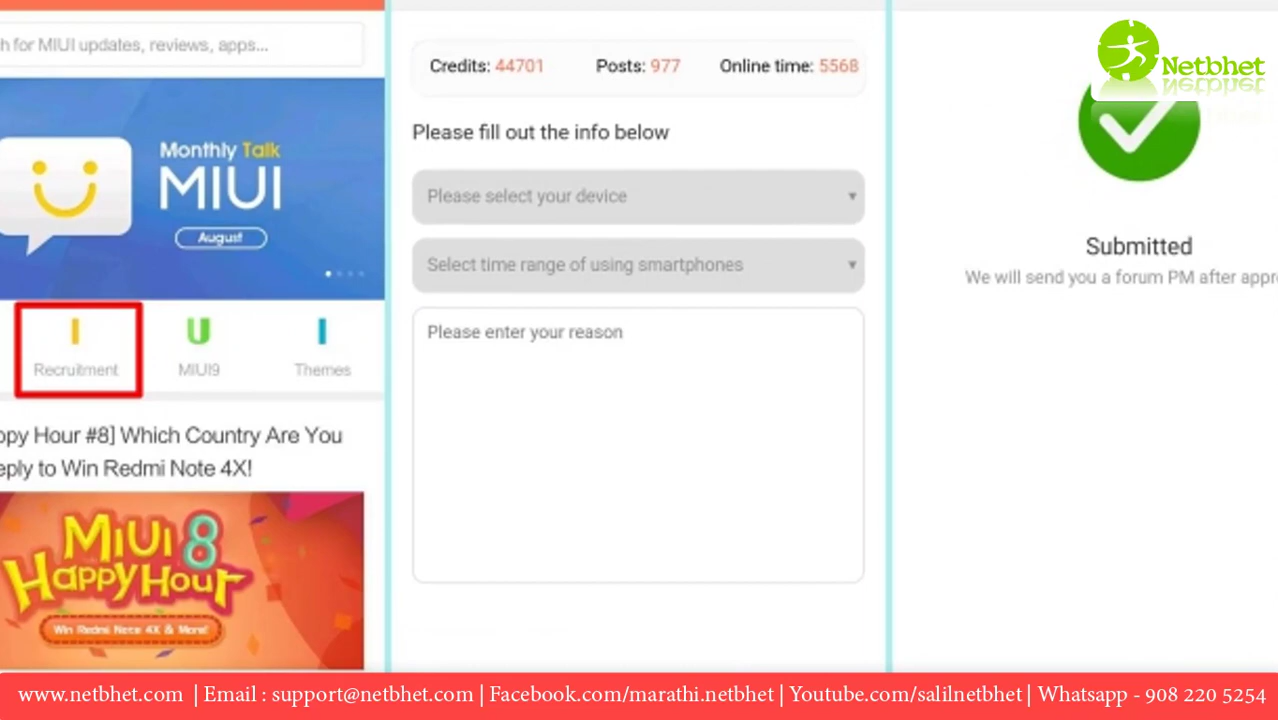 h for MIUI updates, reviews, apps...
Monthly Talk
MIUI
August
Recruitment
MIUI9
Themes
ppy Hour #8] Which Country Are You
eply to Win Redmi Note 4X!
MIUI 8
Happy Hour
Win Redmi Note 4X & More!
Credits: 44701 Posts: 977 Online time: 5568
Please fill out the info below
Please select your device
Select time range of using smartphones
Please enter your reason
Netbhet
Submitted
We will send you a forum PM after appr
www.netbhet.com | Email : support@netbhet.com | Facebook.com/marathi.netbhet | Youtube.com/salilnetbhet | Whatsapp - 908 220 5254